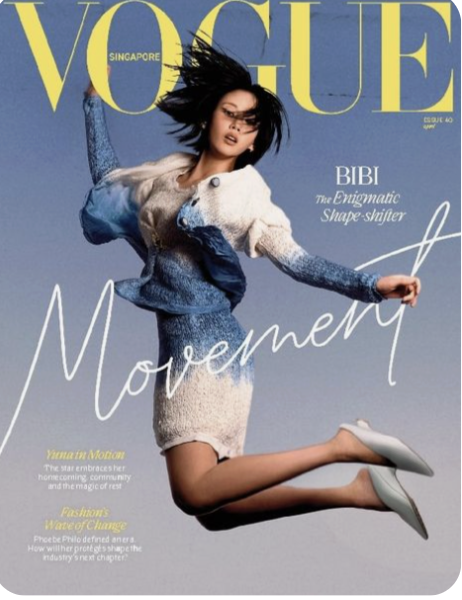 VOGUE
SINGAPORE
ISSUE 40
BIBI
The Enigmatic
Shape-shifter
Movement
Yuna in Motion
The star embraces her
homecoming, community
and the magic of rest
Fashion's
Wave of Change
Phoebe Philo defined an era.
How will her protégés shape the
industry's next chapter?